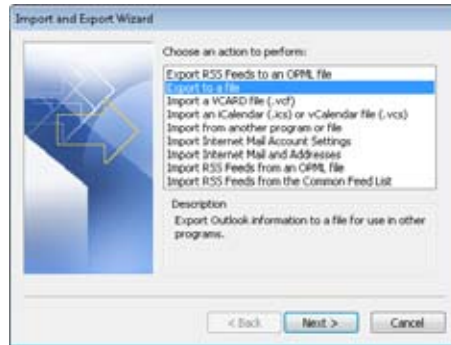 Import and Export Wizard
Choose an action to perform:
Export RSS Feeds to an OPML file
Export to a file
Import a VCARD file (.vcf)
Import an iCalendar (.ics) or vCalendar file (.vcs)
Import from another program or file
Import Internet Mail Account Settings
Import Internet Mail and Addresses
Import RSS Feeds from an OPML file
Import RSS Feeds from the Common Feed List
Description
Export Outlook information to a file for use in other
programs.
< Back Next > Cancel